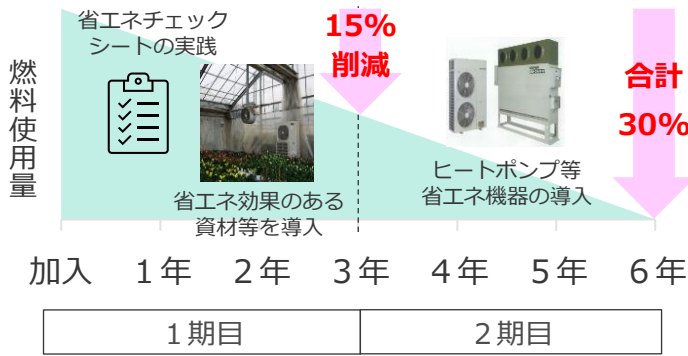 省エネチェック
シートの実践
15%
削減
燃料使用量
合計
30%
省エネ効果のある
資材等を導入
ヒートポンプ等
省エネ機器の導入
加入 1年 2年 3年 4年 5年 6年
1期目 2期目